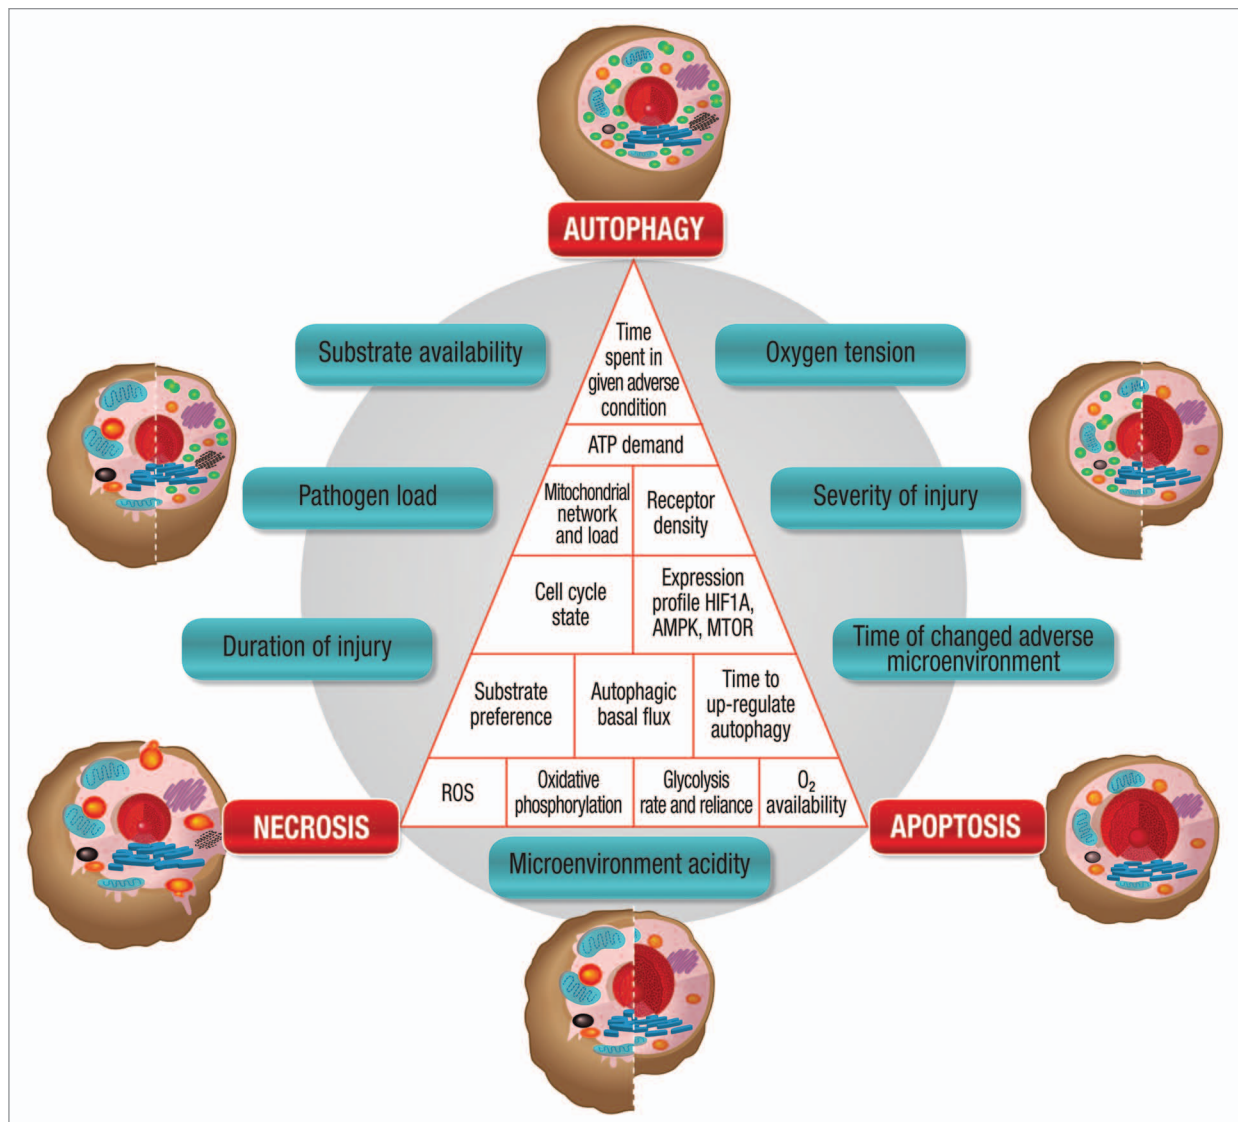 AUTOPHAGY
Substrate availability
Oxygen tension
Time
spent in
given adverse
condition
ATP demand
Pathogen load
Severity of injury
Mitochondrial
network
and load
Receptor
density
Cell cycle
state
Expression
profile HIF1A,
AMPK, MTOR
Duration of injury
Time of changed adverse
microenvironment
Substrate
preference
Autophagic
basal flux
Time to
up-regulate
autophagy
ROS
Oxidative
phosphorylation
Glycolysis
rate and reliance
O₂
availability
NECROSIS
APOPTOSIS
Microenvironment acidity